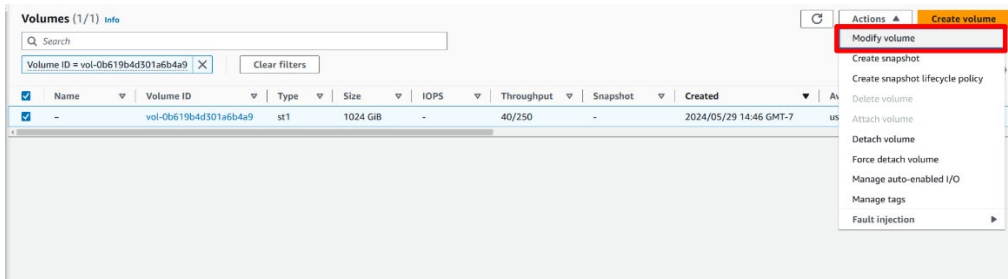 Volumes (1/1) Info
Actions
Create volume
Search
Modify volume
Volume ID = vol-0b619b4d301a6b4a9
Clear filters
Create snapshot
Create snapshot lifecycle policy
Name Volume ID Type Size IOPS Throughput Snapshot Created Av
Delete volume
– vol-0b619b4d301a6b4a9 st1 1024 GiB - 40/250 - 2024/05/29 14:46 GMT-7 us
Attach volume
Detach volume
Force detach volume
Manage auto-enabled I/O
Manage tags
Fault injection